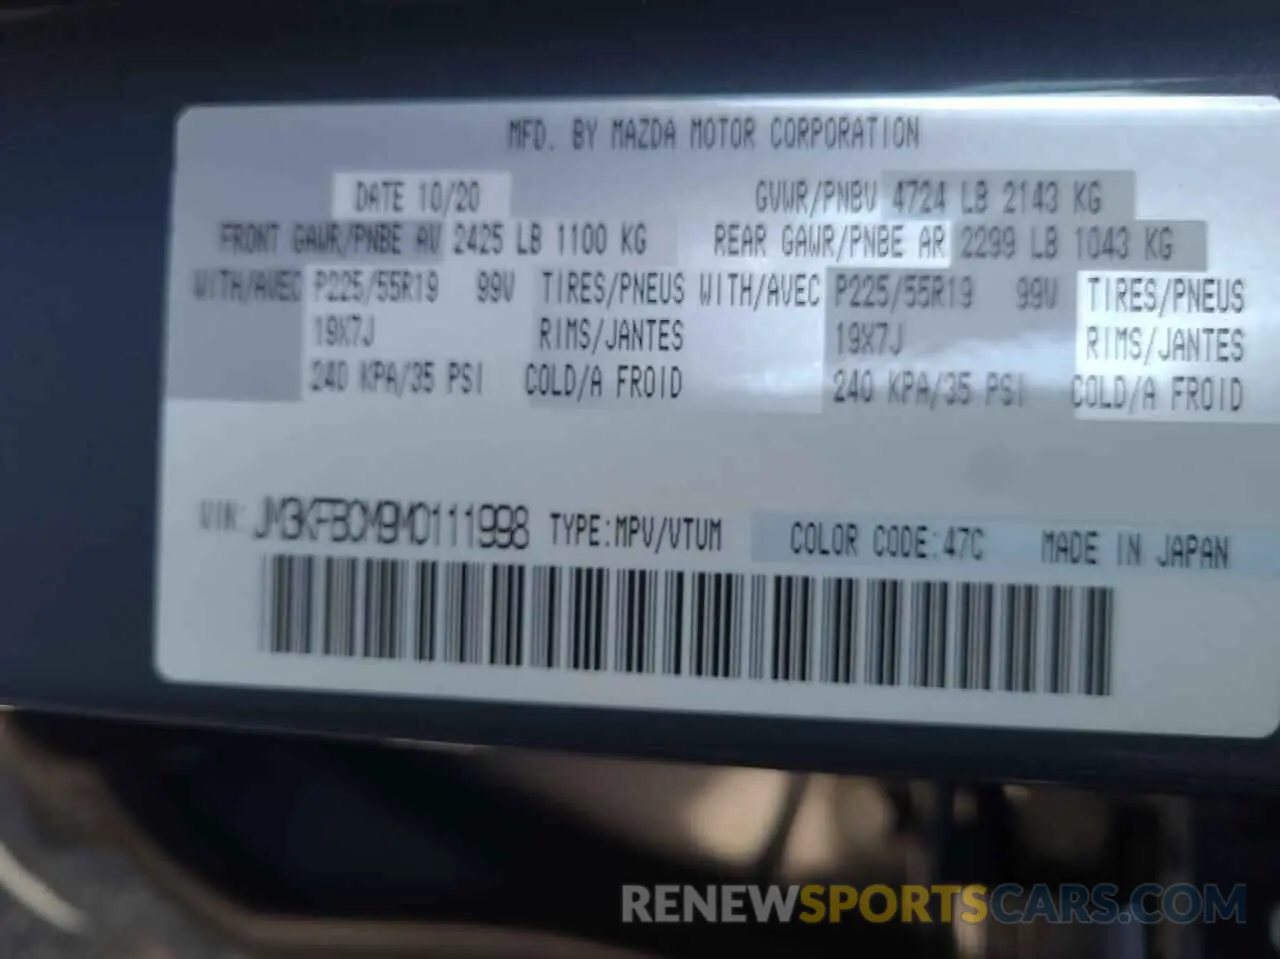 MFD. BY MAZDA MOTOR CORPORATION
DATE 10/20 GVWR/PNBV 4724 LB 2143 KG
FRONT GAWR/PNBE AV 2425 LB 1100 KG REAR GAWR/PNBE AR 2299 LB 1043 KG
WITH/AVEC P225/55R19 99V TIRES/PNEUS WITH/AVEC P225/55R19 99V TIRES/PNEUS
19X7J RIMS/JANTES 19X7J RIMS/JANTES
240 KPA/35 PSI COLD/A FROID 240 KPA/35 PSI COLD/A FROID
VIN: JM3KFBCM9M0111998 TYPE:MPV/VTUM COLOR CODE:47C MADE IN JAPAN
RENEWSPORTSCARS.COM